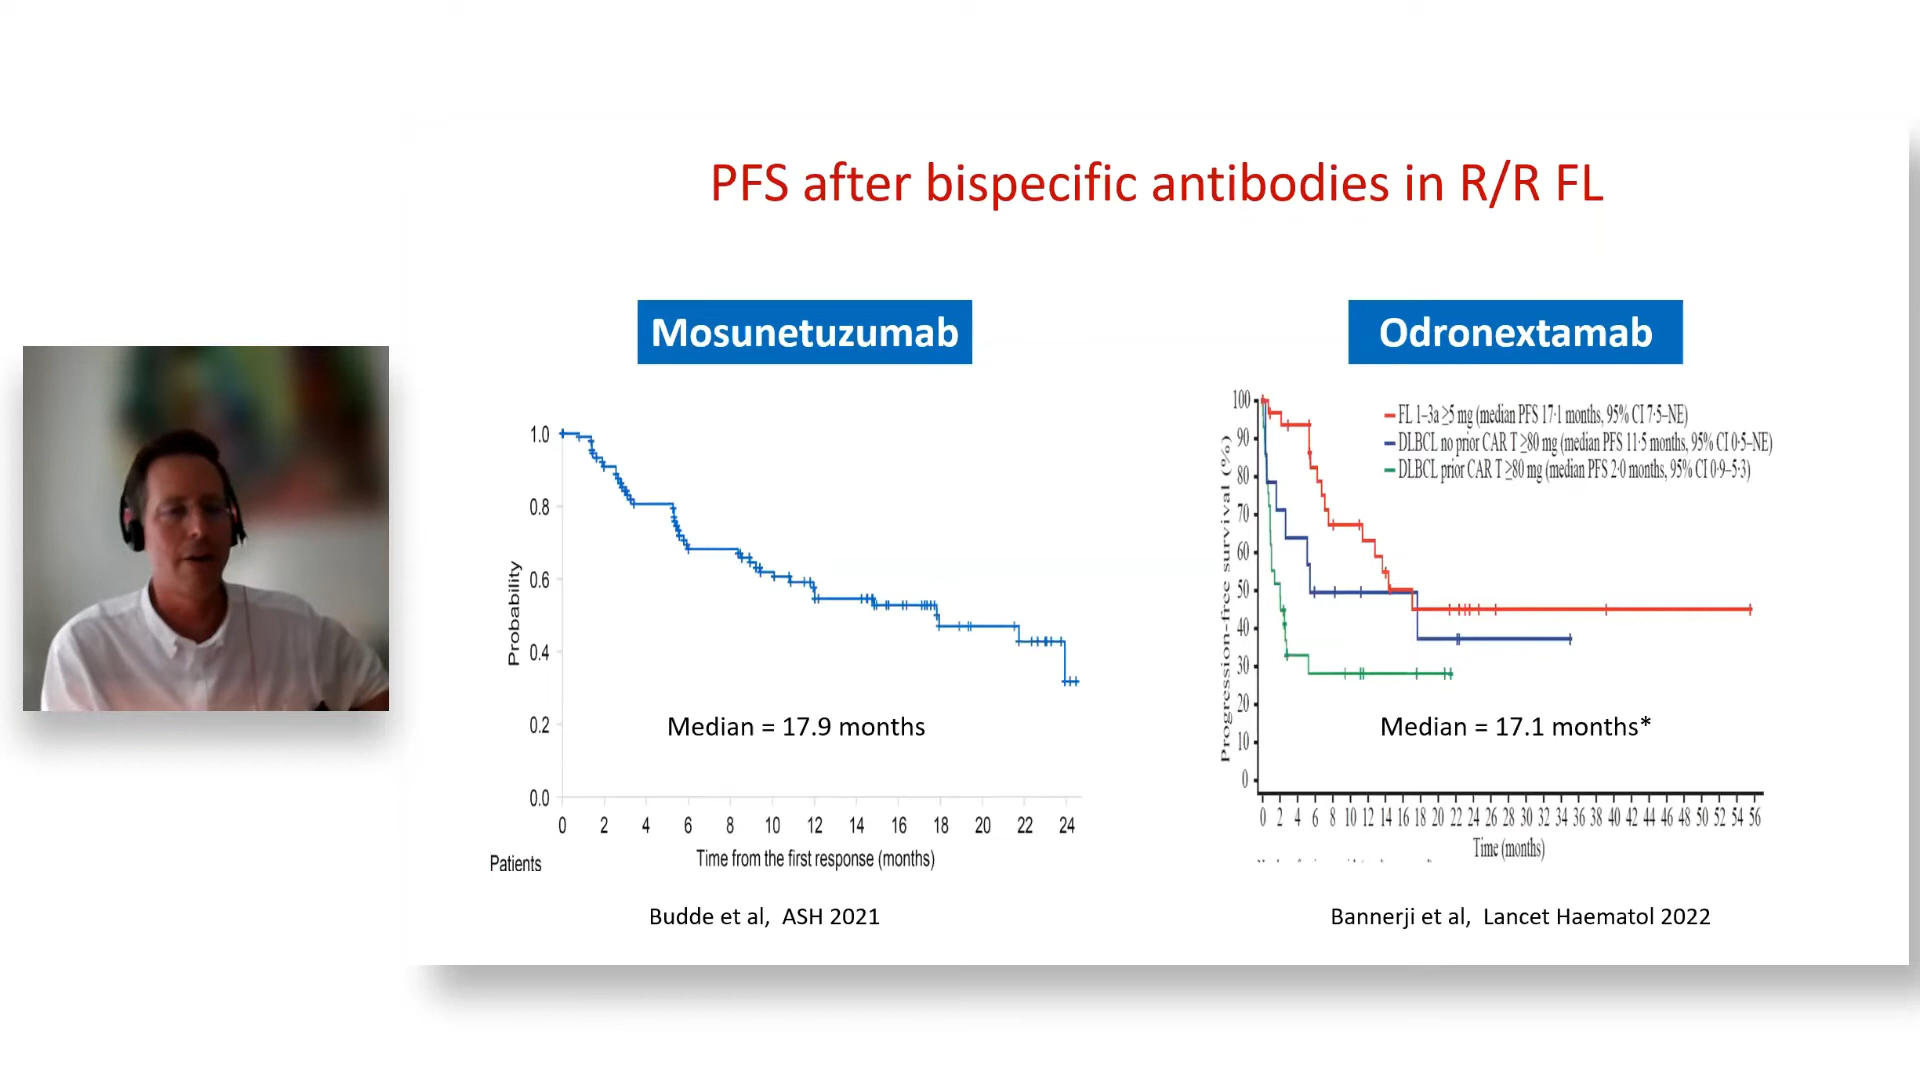 PFS after bispecific antibodies in R/R FL
Mosunetuzumab
Odronextamab
1.0
0.8
0.6
0.4
0.2
0.0
Probability
0 2 4 6 8 10 12 14 16 18 20 22 24
Time from the first response (months)
Patients
Median = 17.9 months
Budde et al, ASH 2021
100
90
80
70
60
50
40
30
20
10
0
Progression-free survival (%)
FL 1–3a ≥5 mg (median PFS 17·1 months, 95% CI 7·5–NE)
DLBCL no prior CAR T ≥80 mg (median PFS 11·5 months, 95% CI 0·5–NE)
DLBCL prior CAR T ≥80 mg (median PFS 2·0 months, 95% CI 0·9–5·3)
Median = 17.1 months*
0 2 4 6 8 10 12 14 16 18 20 22 24 26 28 30 32 34 36 38 40 42 44 46 48 50 52 54 56
Time (months)
Bannerji et al, Lancet Haematol 2022